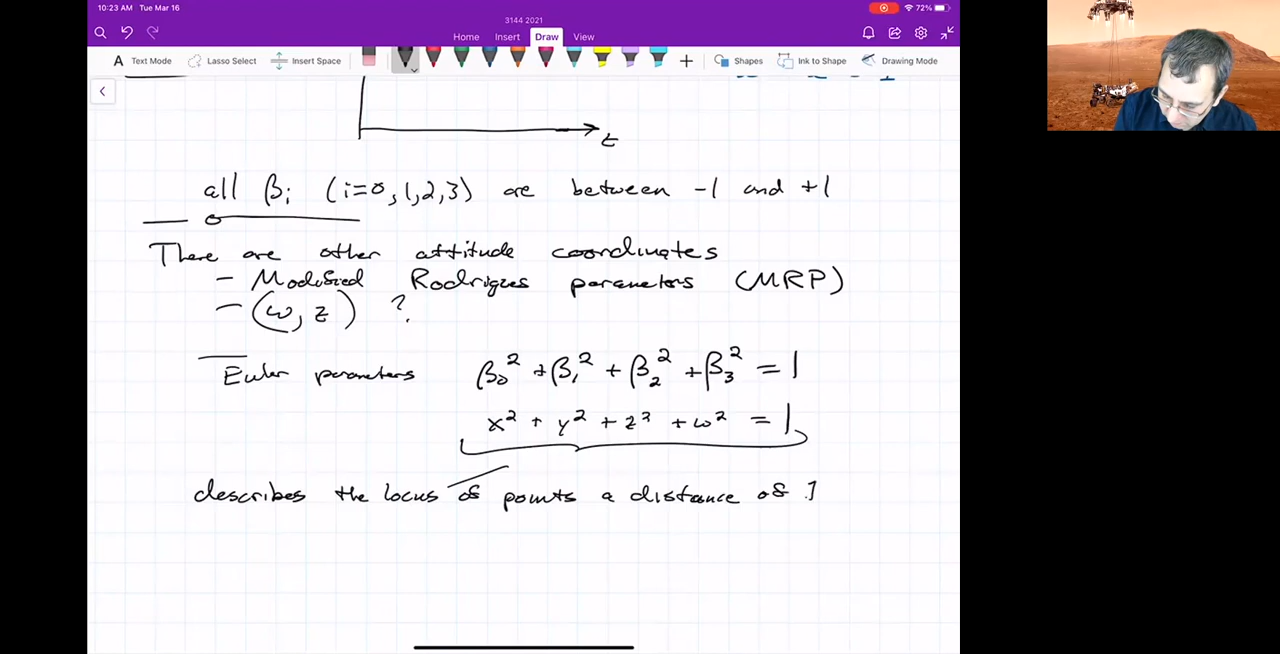 10:23 AM Tue Mar 16
72%
3144 2021
Home Insert Draw View
Text Mode Lasso Select Insert Space Shapes Ink to Shape Drawing Mode
t
all βi (i=0,1,2,3) are between -1 and +1
There are other attitude coordinates
- Modified Rodrigues parameters (MRP)
- (ω, z) ?
Euler parameters β₀² + β₁² + β₂² + β₃² = 1
x² + y² + z² + ω² = 1
describes the locus of points a distance of 1